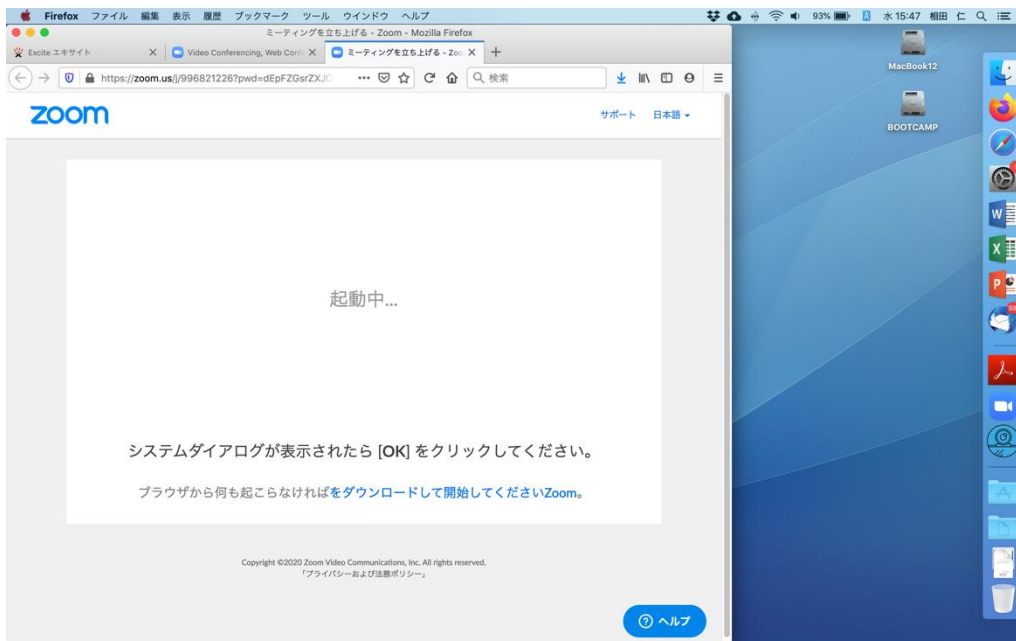 Firefox ファイル 編集 表示 履歴 ブックマーク ツール ウインドウ ヘルプ 93% A 水 15:47 相田 仁
ミーティングを立ち上げる - Zoom - Mozilla Firefox
Excite エキサイト Video Conferencing, Web Conf ミーティングを立ち上げる - Zoo
https://zoom.us/j/996821226?pwd=dEpFZGsrZXJC 検索
MacBook12
BOOTCAMP
zoom サポート 日本語
起動中...
システムダイアログが表示されたら [OK] をクリックしてください。
ブラウザから何も起こらなければをダウンロードして開始してくださいZoom。
Copyright ©2020 Zoom Video Communications, Inc. All rights reserved.
「プライバシーおよび法務ポリシー」
ヘルプ
W
X
P
53